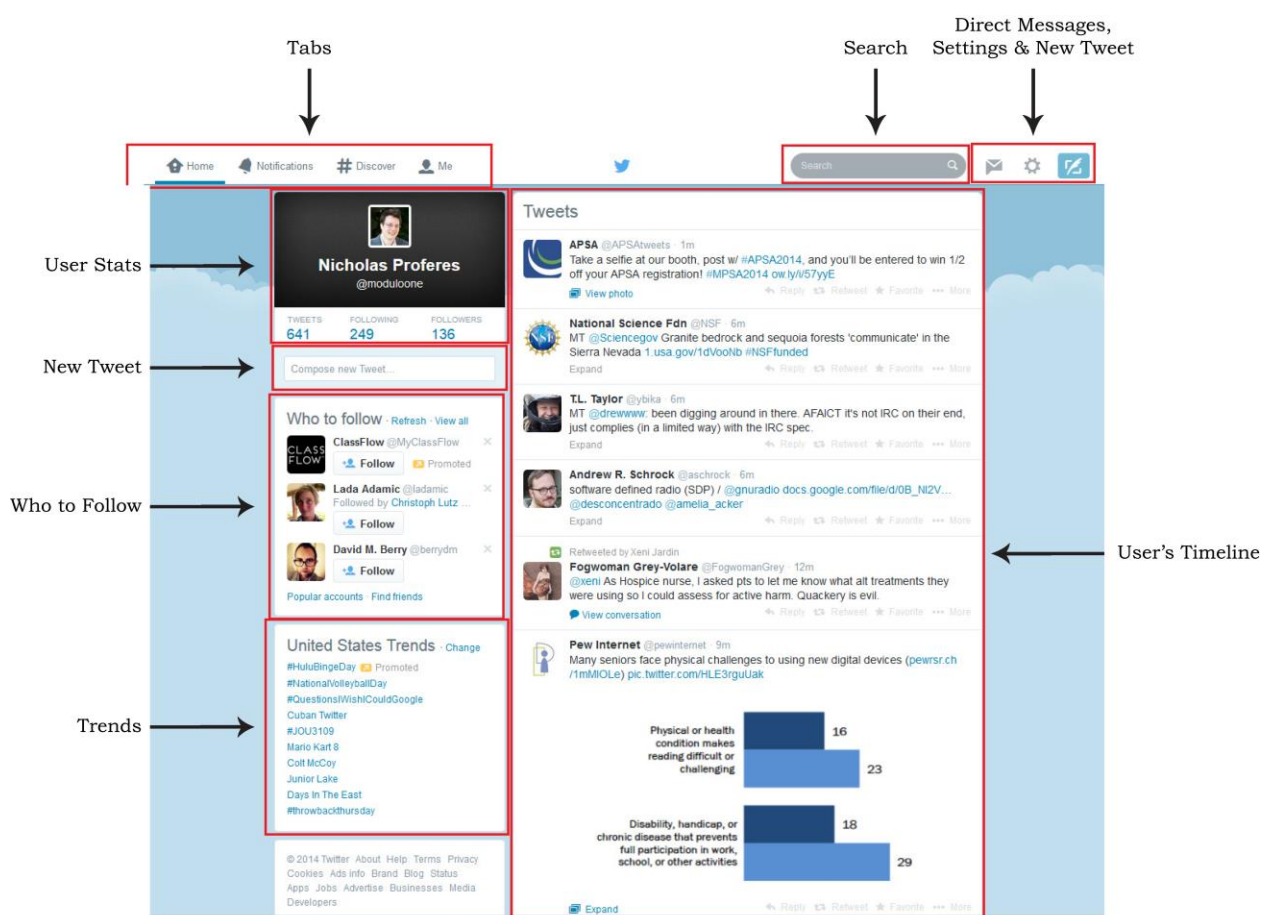 Tabs
Search
Direct Messages,
Settings & New Tweet
Home
Notifications
Discover
Me
Search
User Stats
Nicholas Proferes
@moduloone
TWEETS FOLLOWING FOLLOWERS
641 249 136
New Tweet
Compose new Tweet...
Who to Follow
Who to follow · Refresh · View all
CLASS
FLOW
ClassFlow @MyClassFlow
Follow Promoted
Lada Adamic @ladamic
Followed by Christoph Lutz ...
Follow
David M. Berry @berrydm
Follow
Popular accounts · Find friends
Trends
United States Trends · Change
#HuluBingeDay Promoted
#NationalVolleyballDay
#QuestionsIWishICouldGoogle
Cuban Twitter
#JOU3109
Mario Kart 8
Colt McCoy
Junior Lake
Days In The East
#throwbackthursday
© 2014 Twitter About Help Terms Privacy
Cookies Ads info Brand Blog Status
Apps Jobs Advertise Businesses Media
Developers
User's Timeline
Tweets
APSA @APSAtweets · 1m
Take a selfie at our booth, post w/ #APSA2014, and you'll be entered to win 1/2
off your APSA registration! #MPSA2014 ow.ly/i/57yyE
View photo Reply Retweet Favorite More
NSF
National Science Fdn @NSF · 6m
MT @Sciencegov Granite bedrock and sequoia forests 'communicate' in the
Sierra Nevada 1.usa.gov/1dVooNb #NSFfunded
Expand Reply Retweet Favorite More
T.L. Taylor @ybika · 6m
MT @drewwww: been digging around in there. AFAICT it's not IRC on their end,
just complies (in a limited way) with the IRC spec.
Expand Reply Retweet Favorite More
Andrew R. Schrock @aschrock · 6m
software defined radio (SDP) / @gnuradio docs.google.com/file/d/0B_NI2V...
@desconcentrado @amelia_acker
Expand Reply Retweet Favorite More
Retweeted by Xeni Jardin
Fogwoman Grey-Volare @FogwomanGrey · 12m
@xeni As Hospice nurse, I asked pts to let me know what alt treatments they
were using so I could assess for active harm. Quackery is evil.
View conversation Reply Retweet Favorite More
Pew Internet @pewinternet · 9m
Many seniors face physical challenges to using new digital devices (pewrsr.ch
/1mMIOLe) pic.twitter.com/HLE3rguUak
Physical or health
condition makes
reading difficult or
challenging
16
23
Disability, handicap, or
chronic disease that prevents
full participation in work,
school, or other activities
18
29
Expand Reply Retweet Favorite More